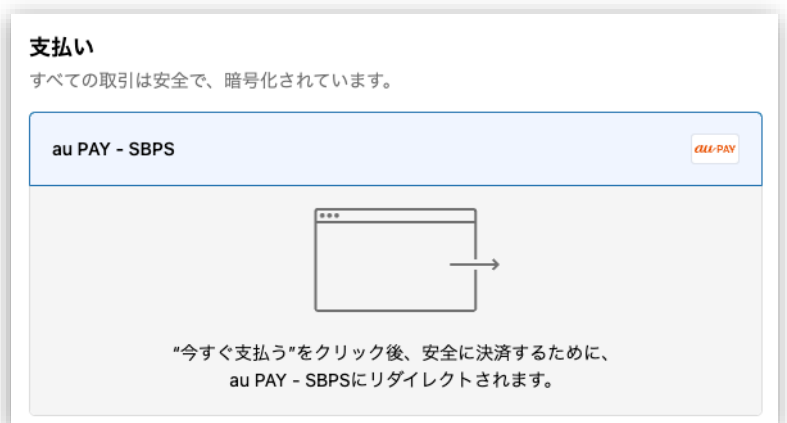 支払い
すべての取引は安全で、暗号化されています。
au PAY - SBPS
au PAY
“今すぐ支払う”をクリック後、安全に決済するために、
au PAY - SBPSにリダイレクトされます。